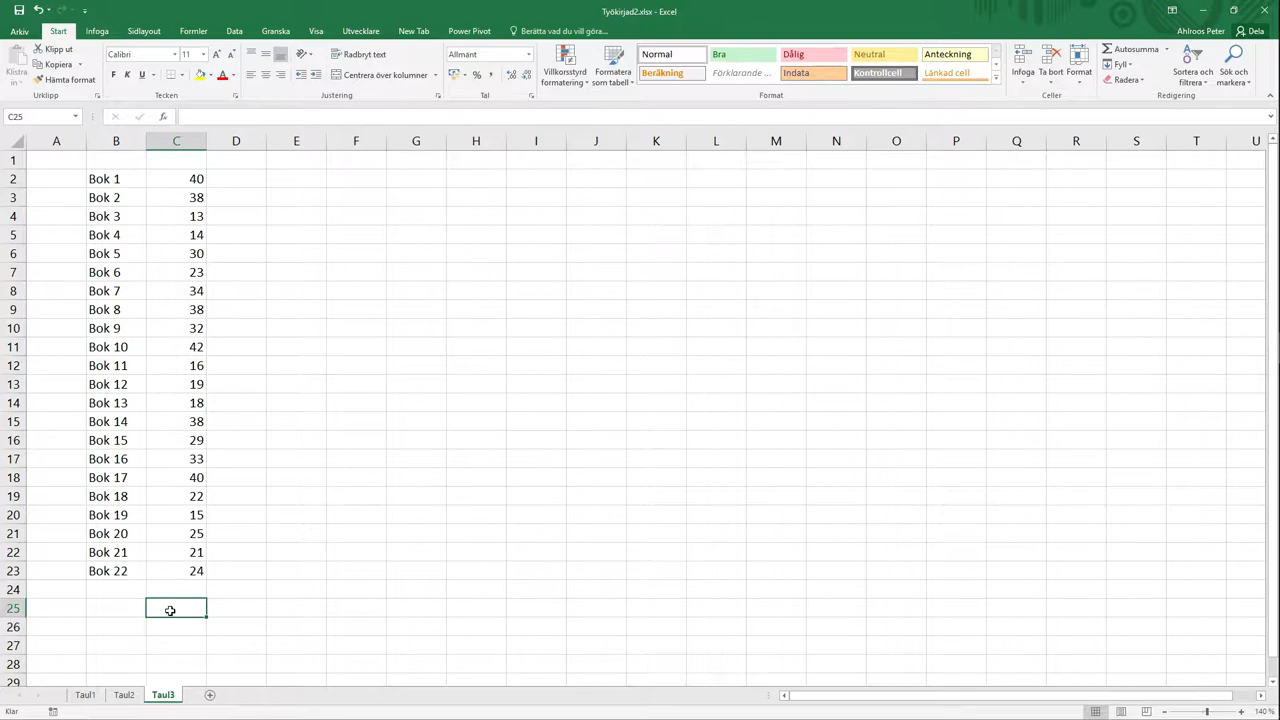 Työkirjad2.xlsx - Excel
Arkiv Start Infoga Sidlayout Formler Data Granska Visa Utvecklare New Tab Power Pivot Berätta vad du vill göra... Ahlroos Peter Dela
Klistra
Klipp ut
Kopiera
Hämta format
Urklipp
Calibri 11
F K U
Tecken
Radbryt text
Centrera över kolumner
Justering
Allmänt
Tal
Villkorsstyrd formatering
Formatera som tabell
Normal Bra Dålig Neutral Anteckning
Beräkning Förklarande ... Indata Kontrollcell Länkad cell
Format
Infoga Ta bort Format
Celler
Autosumma
Fyll
Radera
Sortera och filtrera
Sök och markera
Redigering
C25 fx
A B C D E F G H I J K L M N O P Q R S T U
1
2 Bok 1 40
3 Bok 2 38
4 Bok 3 13
5 Bok 4 14
6 Bok 5 30
7 Bok 6 23
8 Bok 7 34
9 Bok 8 38
10 Bok 9 32
11 Bok 10 42
12 Bok 11 16
13 Bok 12 19
14 Bok 13 18
15 Bok 14 38
16 Bok 15 29
17 Bok 16 33
18 Bok 17 40
19 Bok 18 22
20 Bok 19 15
21 Bok 20 25
22 Bok 21 21
23 Bok 22 24
24
25
26
27
28
29
Taul1 Taul2 Taul3
Klar 140 %